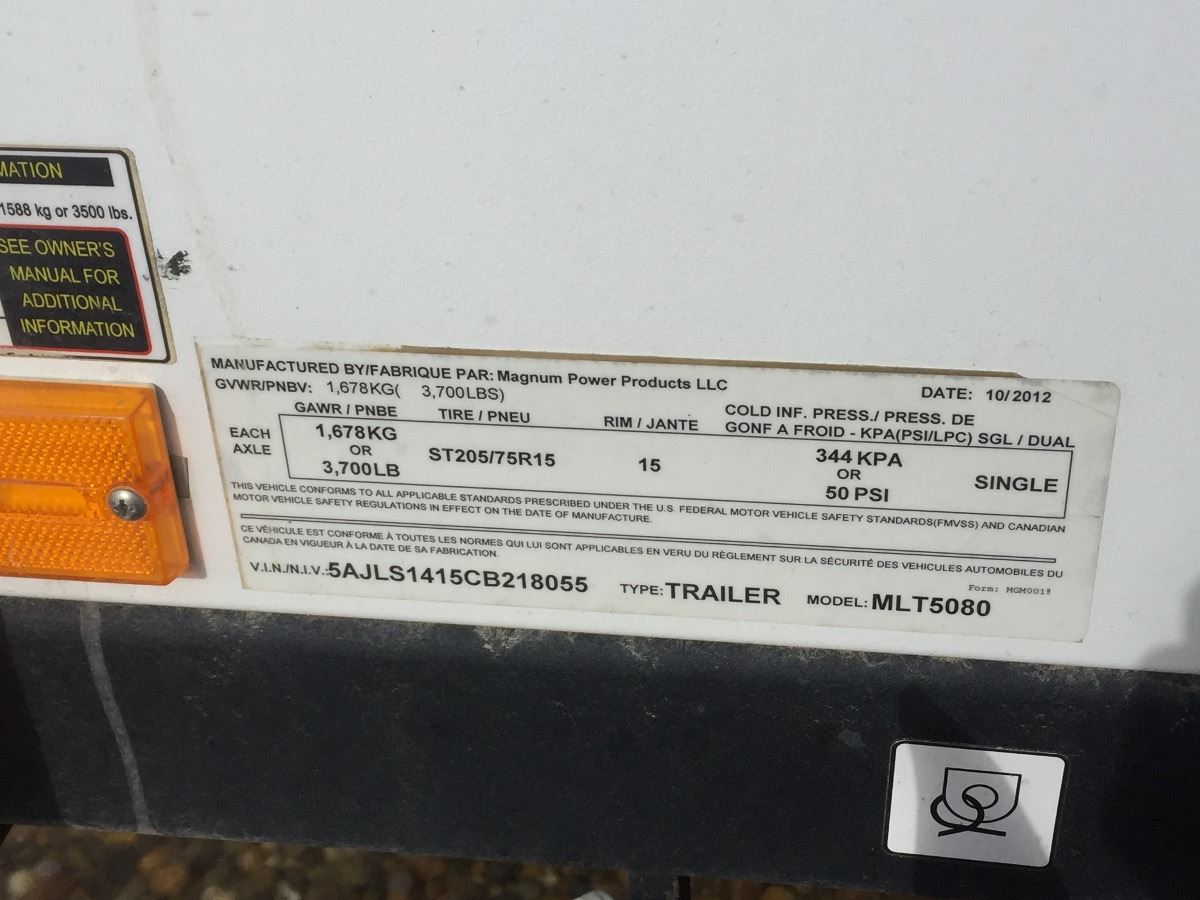 MATION
1588 kg or 3500 lbs.
SEE OWNER'S
MANUAL FOR
ADDITIONAL
INFORMATION
MANUFACTURED BY/FABRIQUE PAR: Magnum Power Products LLC
DATE: 10/2012
GVWR/PNBV: 1,678KG( 3,700LBS)
GAWR / PNBE TIRE / PNEU RIM / JANTE COLD INF. PRESS./ PRESS. DE
GONF A FROID - KPA(PSI/LPC) SGL / DUAL
EACH
AXLE
1,678KG
OR
3,700LB
ST205/75R15
15
344 KPA
OR
50 PSI
SINGLE
THIS VEHICLE CONFORMS TO ALL APPLICABLE STANDARDS PRESCRIBED UNDER THE U.S. FEDERAL MOTOR VEHICLE SAFETY STANDARDS(FMVSS) AND CANADIAN
MOTOR VEHICLE SAFETY REGULATIONS IN EFFECT ON THE DATE OF MANUFACTURE.
CE VÉHICULE EST CONFORME À TOUTES LES NORMES QUI LUI SONT APPLICABLES EN VERU DU RÈGLEMENT SUR LA SÉCURITÉ DES VEHICULES AUTOMOBILES DU
CANADA EN VIGUEUR À LA DATE DE SA FABRICATION.
Form: MGM001
V.I.N./N.I.V.:5AJLS1415CB218055 TYPE: TRAILER MODEL: MLT5080